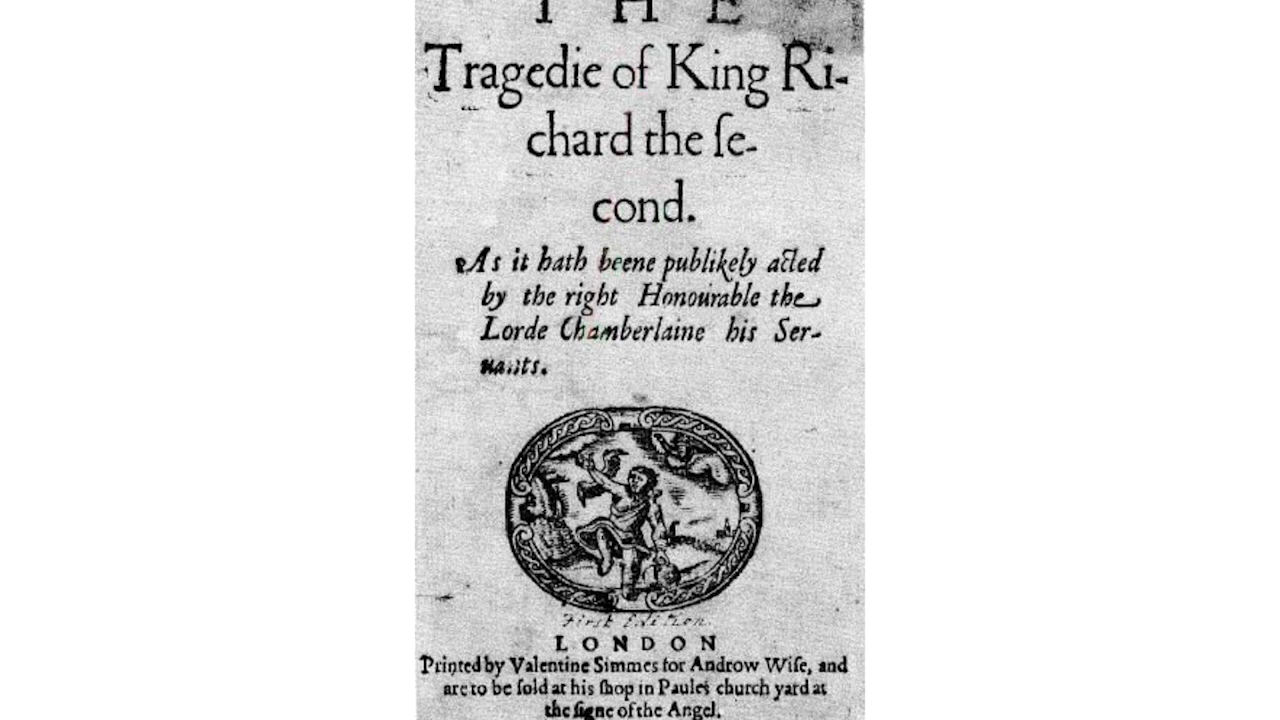 THE
Tragedie of King Ri-
chard the ſe-
cond.
As it hath beene publikely acted
by the right Honourable the
Lorde Chamberlaine his Ser-
uants.
First Edition.
LONDON
Printed by Valentine Simmes for Androw Wiſe, and
are to be ſold at his ſhop in Paules church yard at
the ſigne of the Angel.